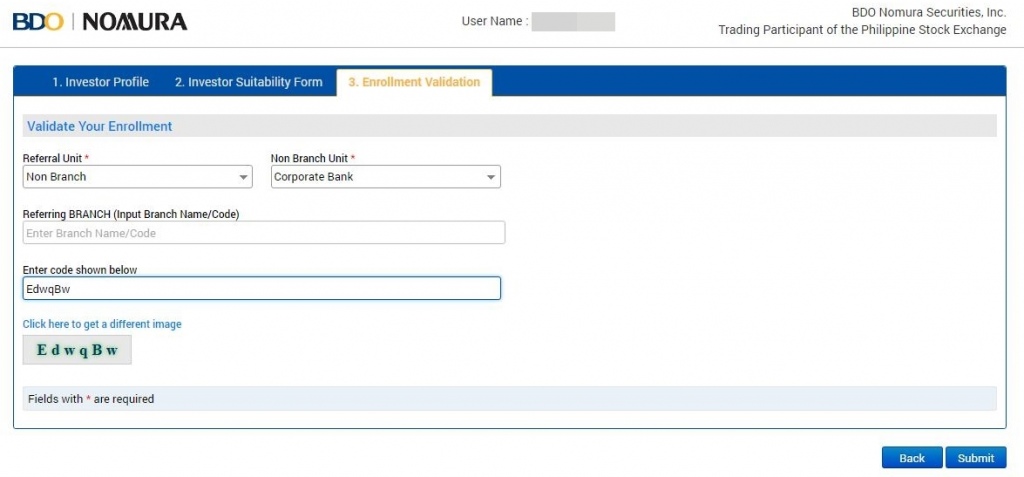 BDO | NOMURA
User Name :
BDO Nomura Securities, Inc.
Trading Participant of the Philippine Stock Exchange
1. Investor Profile
2. Investor Suitability Form
3. Enrollment Validation
Validate Your Enrollment
Referral Unit *
Non Branch Unit *
Non Branch
Corporate Bank
Referring BRANCH (Input Branch Name/Code)
Enter Branch Name/Code
Enter code shown below
EdwqBw
Click here to get a different image
E d w q B w
Fields with * are required
Back
Submit